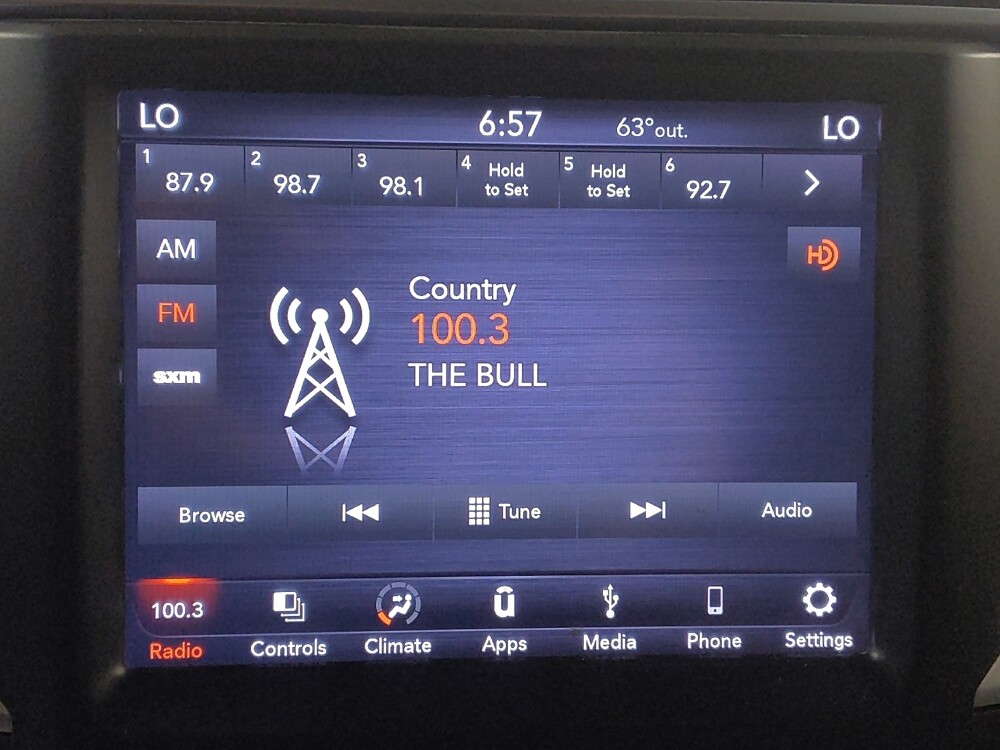 LO 6:57 63° out. LO
1 87.9 2 98.7 3 98.1 4 Hold to Set 5 Hold to Set 6 92.7 >
AM
HD
FM
Country
100.3
THE BULL
sxm
Browse Tune Audio
100.3 û
Radio Controls Climate Apps Media Phone Settings